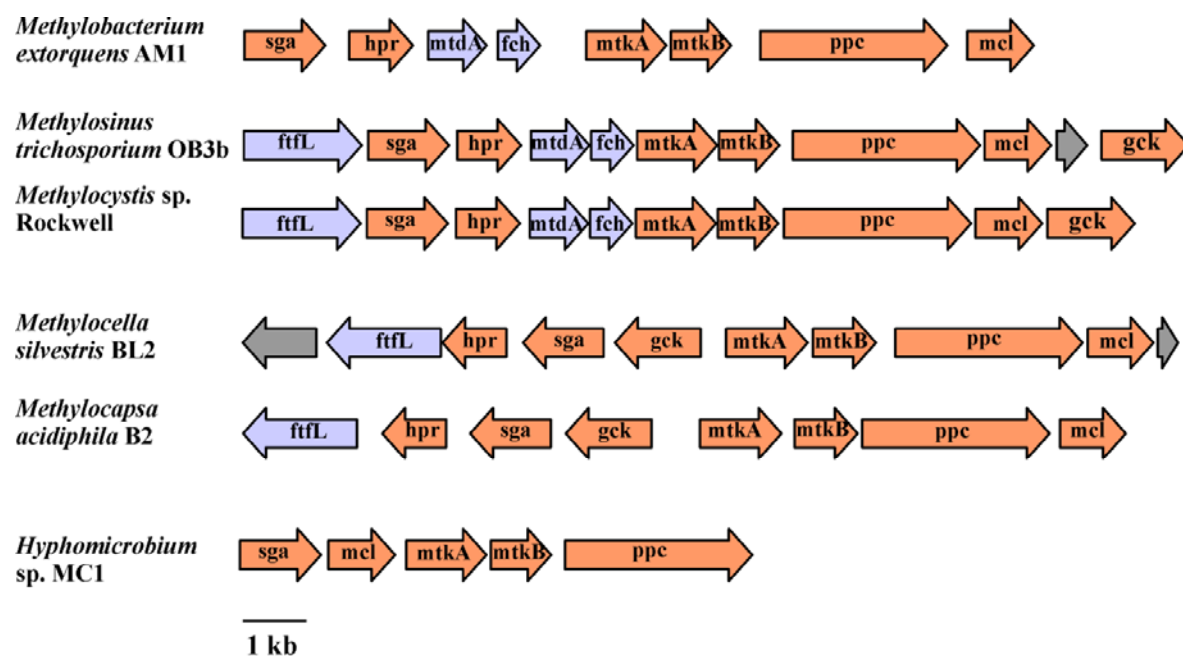 Methylobacterium
extorquens AM1
sga hpr mtdA fch mtkA mtkB ppc mcl
Methylosinus
trichosporium OB3b
ftfL sga hpr mtdA fch mtkA mtkB ppc mcl gck
Methylocystis sp.
Rockwell
ftfL sga hpr mtdA fch mtkA mtkB ppc mcl gck
Methylocella
silvestris BL2
ftfL hpr sga gck mtkA mtkB ppc mcl
Methylocapsa
acidiphila B2
ftfL hpr sga gck mtkA mtkB ppc mcl
Hyphomicrobium
sp. MC1
sga mcl mtkA mtkB ppc
1 kb